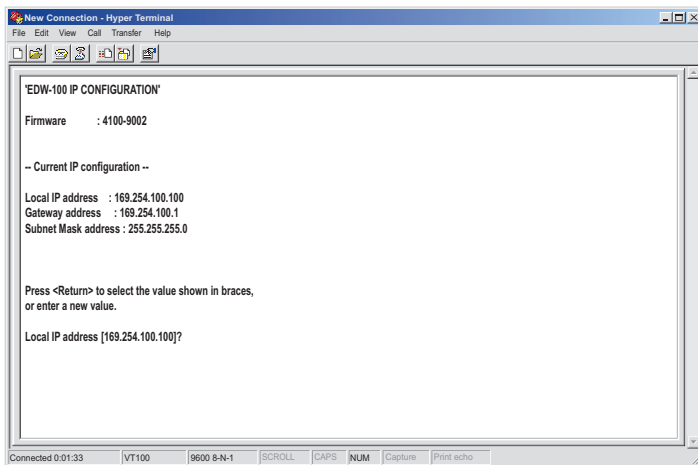 New Connection - Hyper Terminal
File Edit View Call Transfer Help
'EDW-100 IP CONFIGURATION'
Firmware : 4100-9002
-- Current IP configuration --
Local IP address : 169.254.100.100
Gateway address : 169.254.100.1
Subnet Mask address : 255.255.255.0
Press <Return> to select the value shown in braces,
or enter a new value.
Local IP address [169.254.100.100]?
Connected 0:01:33 VT100 9600 8-N-1 SCROLL CAPS NUM Capture Print echo